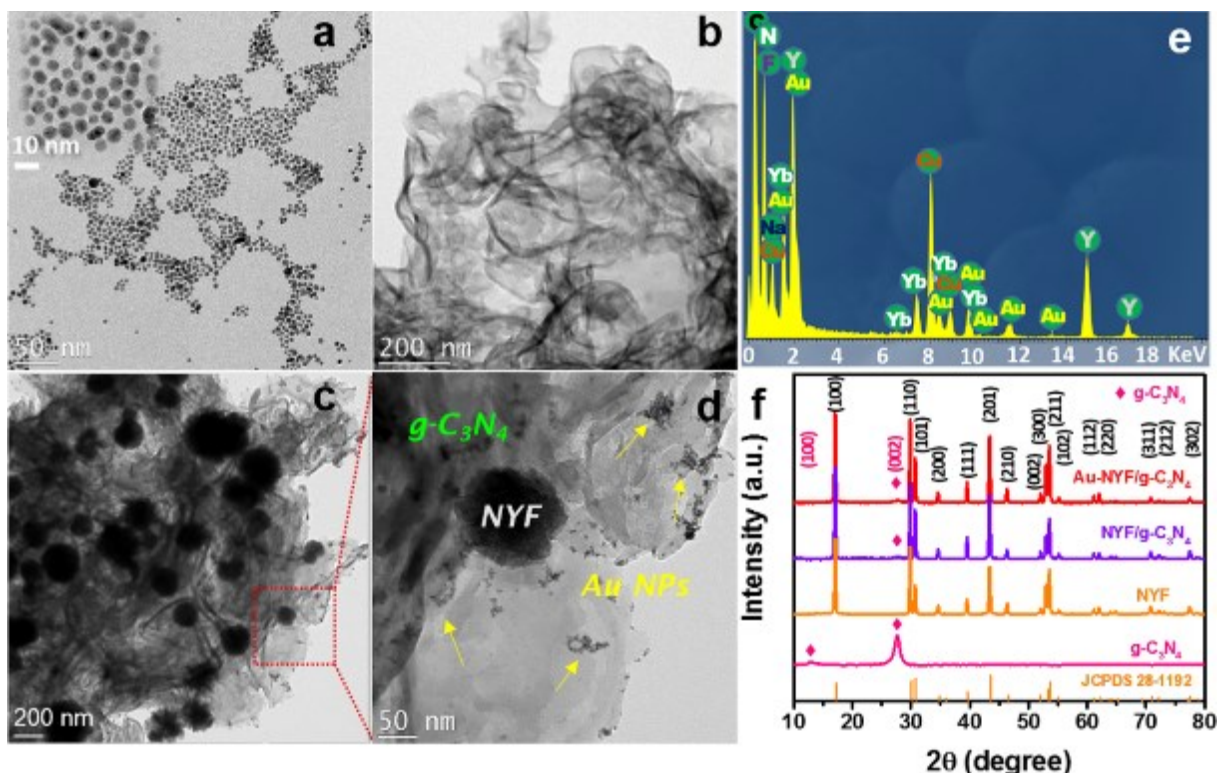 a
10 nm
50 nm
b
200 nm
e
C
N
F
Y
Au
Yb
Au
Na
Cu
Cu
Yb
Yb
Yb
Cu
Au
Au
Yb
Au
Au
Au
Y
Y
0 2 4 6 8 10 12 14 16 18 KeV
c
200 nm
d
g-C3N4
NYF
Au NPs
50 nm
f
g-C3N4
(100)
(002)
(100)
(110)
(101)
(200)
(111)
(201)
(210)
(002)
(300)
(211)
(102)
(112)
(220)
(311)
(212)
(302)
Au-NYF/g-C3N4
NYF/g-C3N4
NYF
g-C3N4
JCPDS 28-1192
Intensity (a.u.)
10 20 30 40 50 60 70 80
2θ (degree)